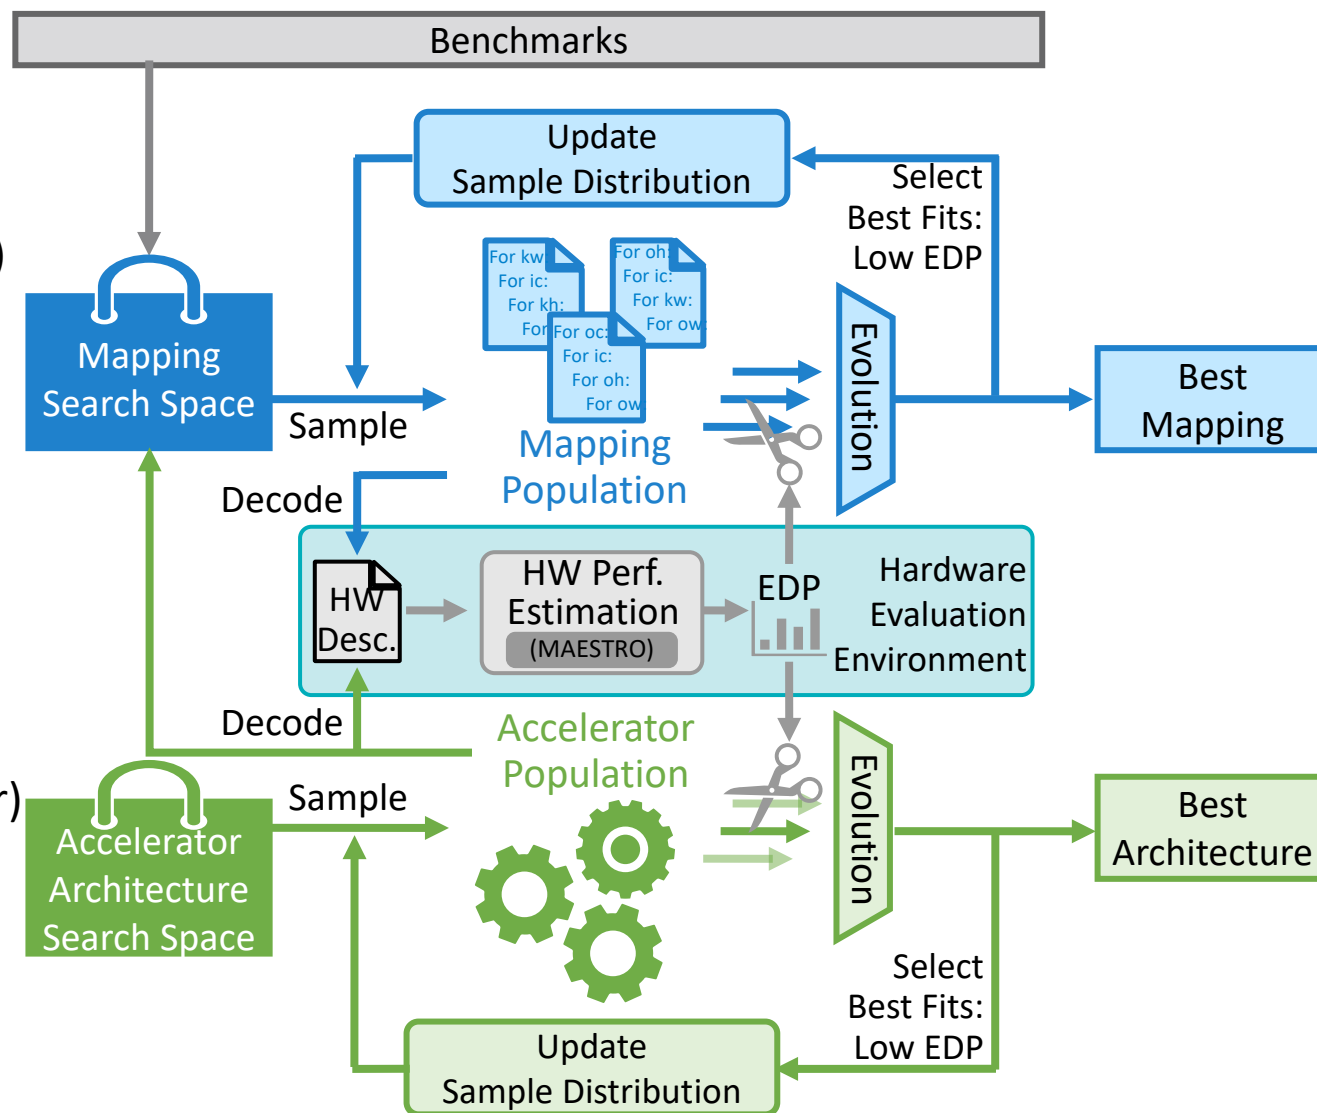 Benchmarks
Update
Sample Distribution
Select
Best Fits:
Low EDP
)
Mapping
Search Space
Sample
For kw:
For ic:
For kh:
For
For oh:
For ic:
For kw:
For ow:
For oc:
For ic:
For oh:
For ow:
Mapping
Population
Evolution
Best
Mapping
Decode
HW
Desc.
HW Perf.
Estimation
(MAESTRO)
EDP
Hardware
Evaluation
Environment
Decode
Accelerator
Population
r)
Accelerator
Architecture
Search Space
Sample
Evolution
Best
Architecture
Select
Best Fits:
Low EDP
Update
Sample Distribution